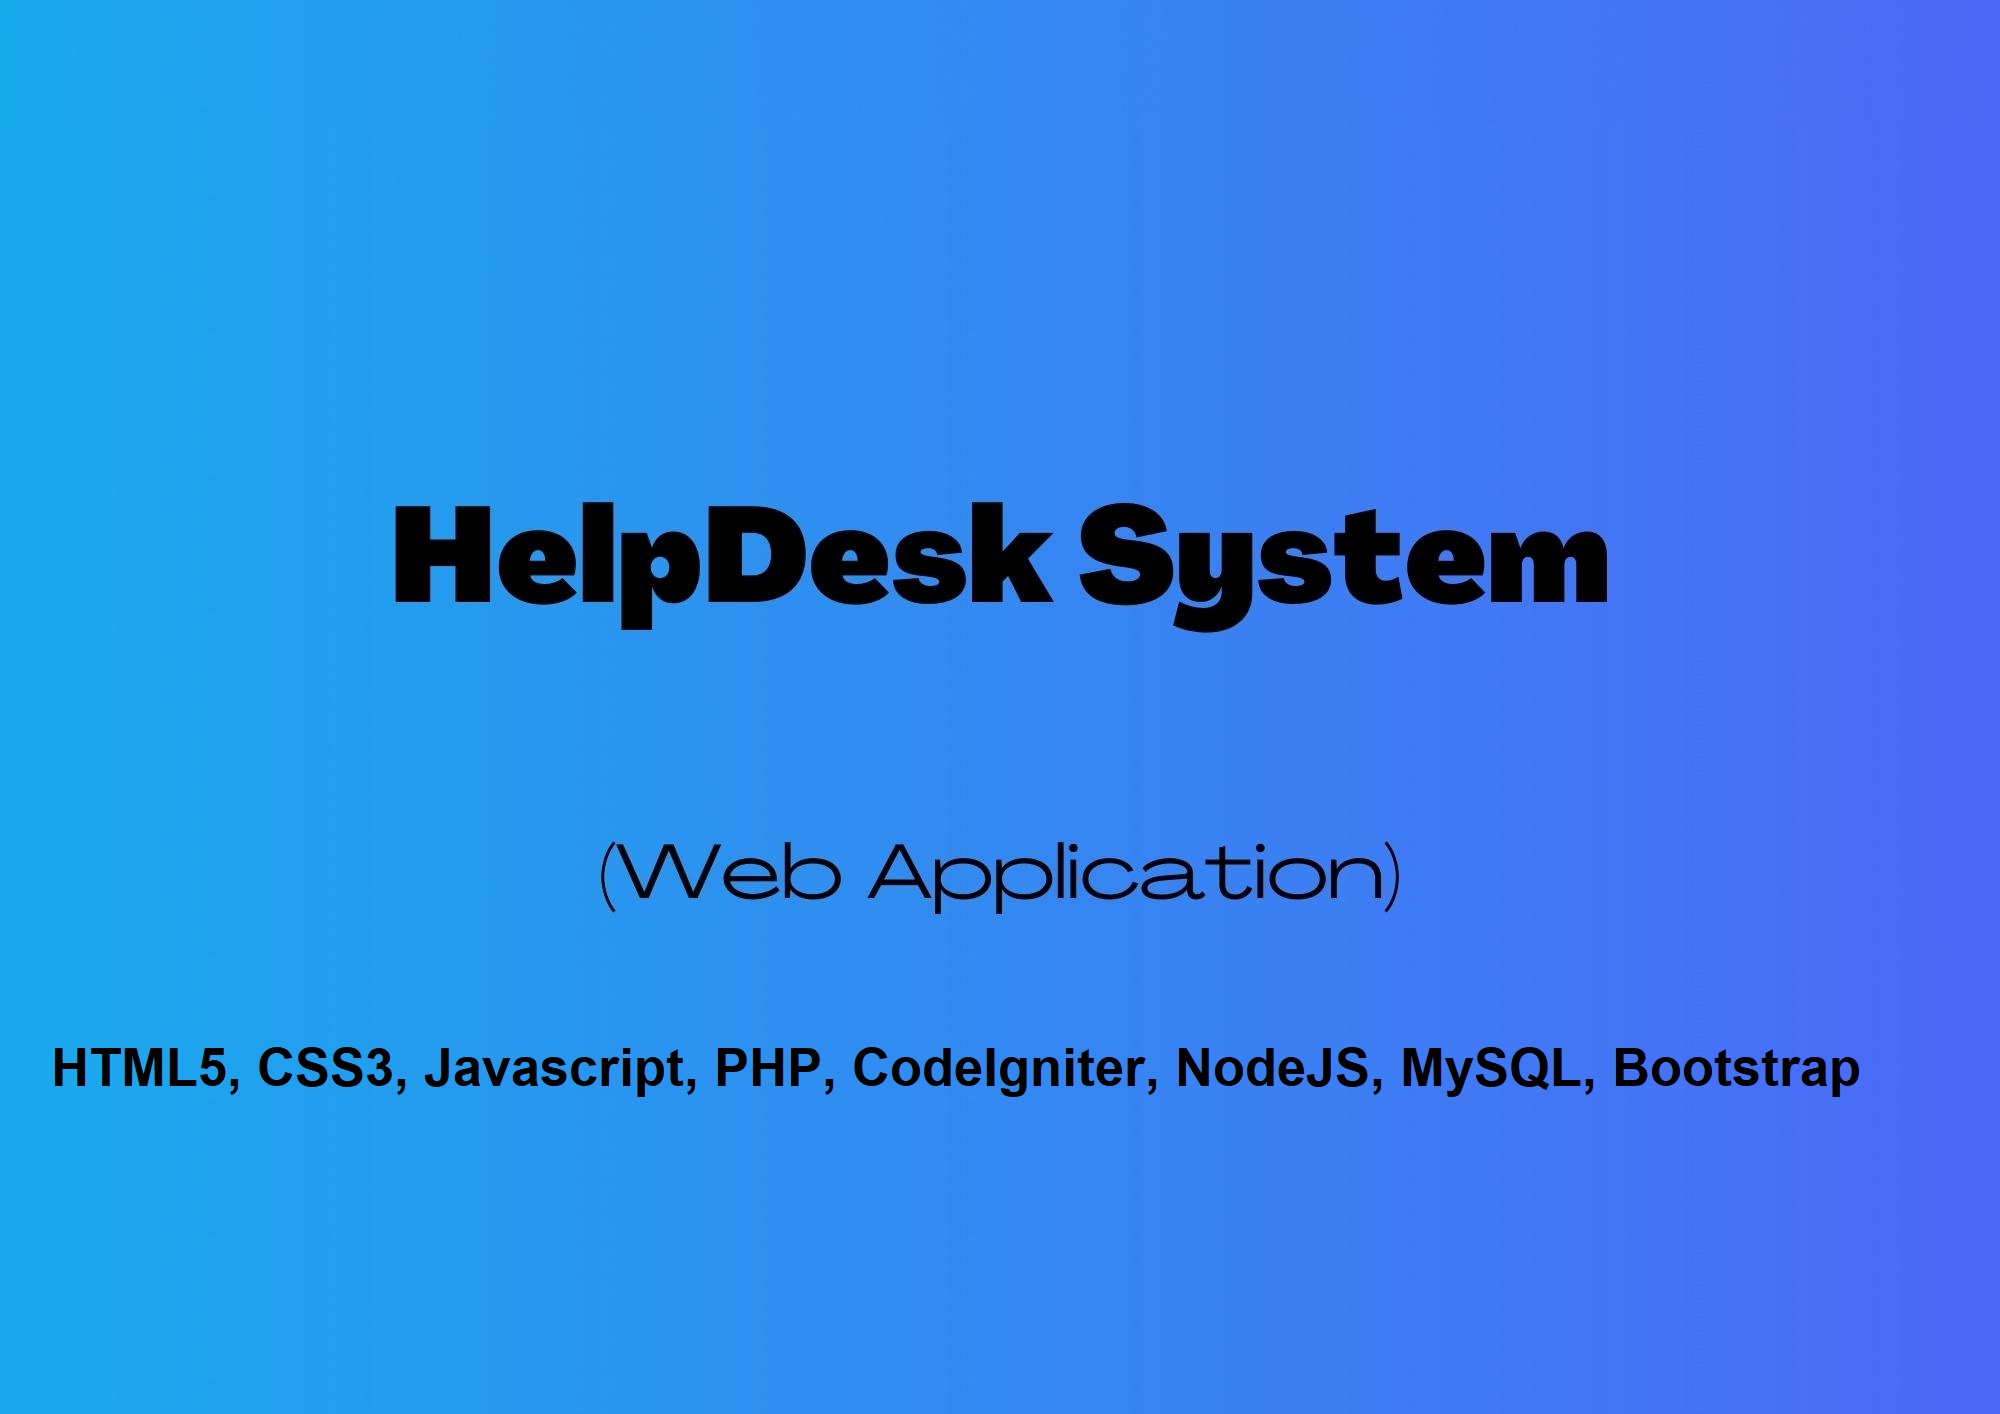 HelpDesk System
(Web Application)
HTML5, CSS3, Javascript, PHP, CodeIgniter, NodeJS, MySQL, Bootstrap